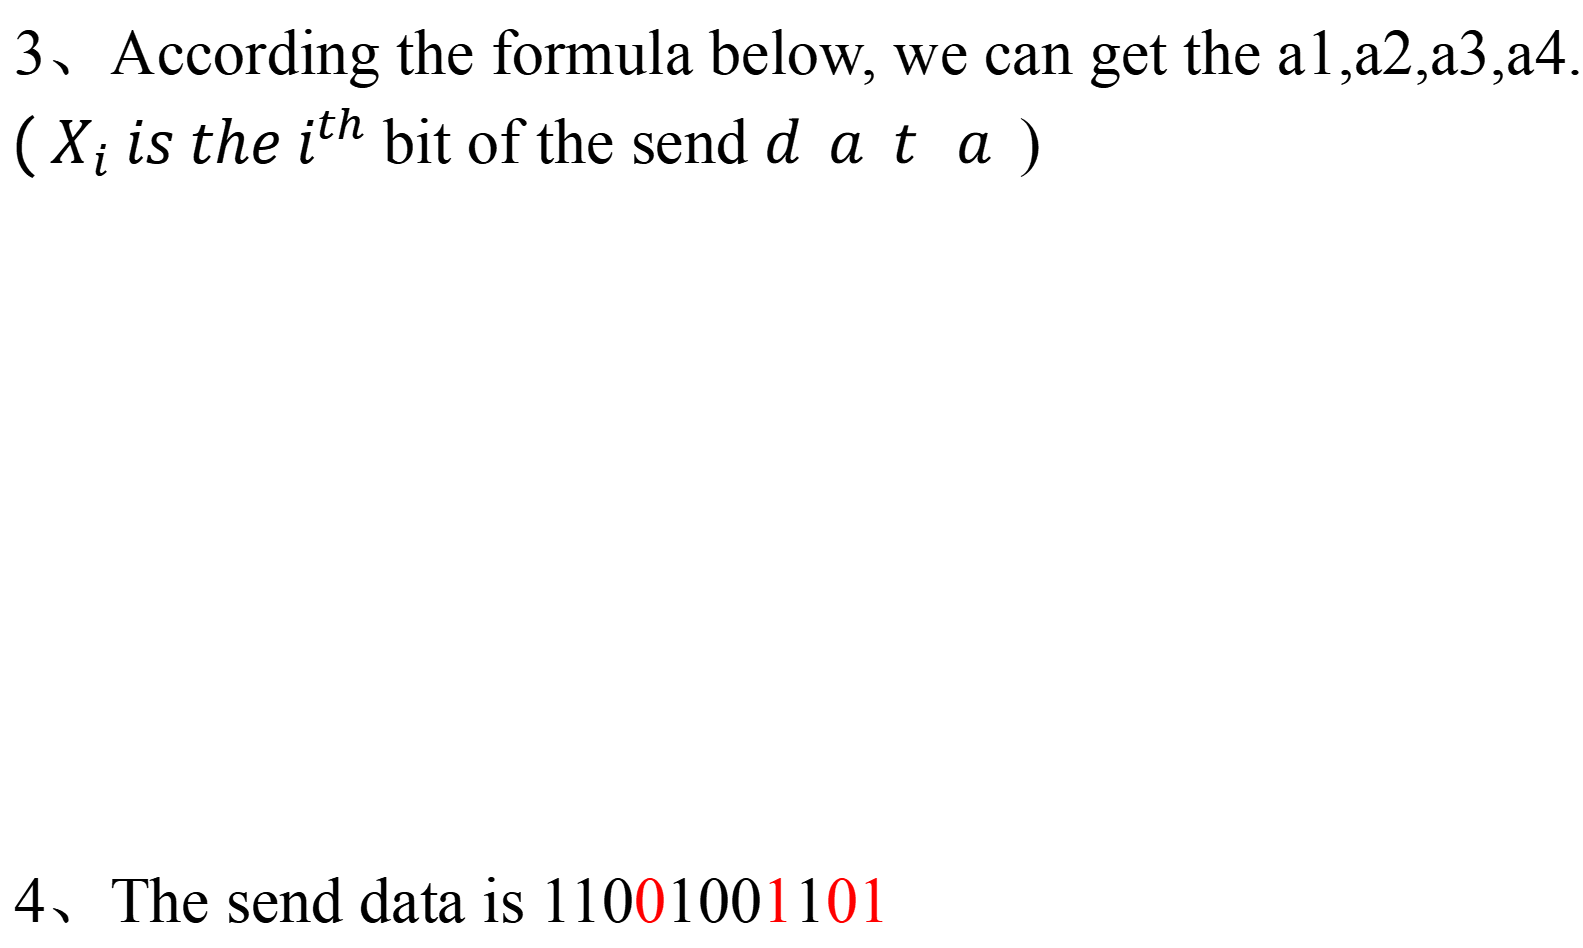 3、According the formula below, we can get the a1,a2,a3,a4.
( Xᵢ is the iᵗʰ bit of the send d a t a )
4、The send data is 110010011101